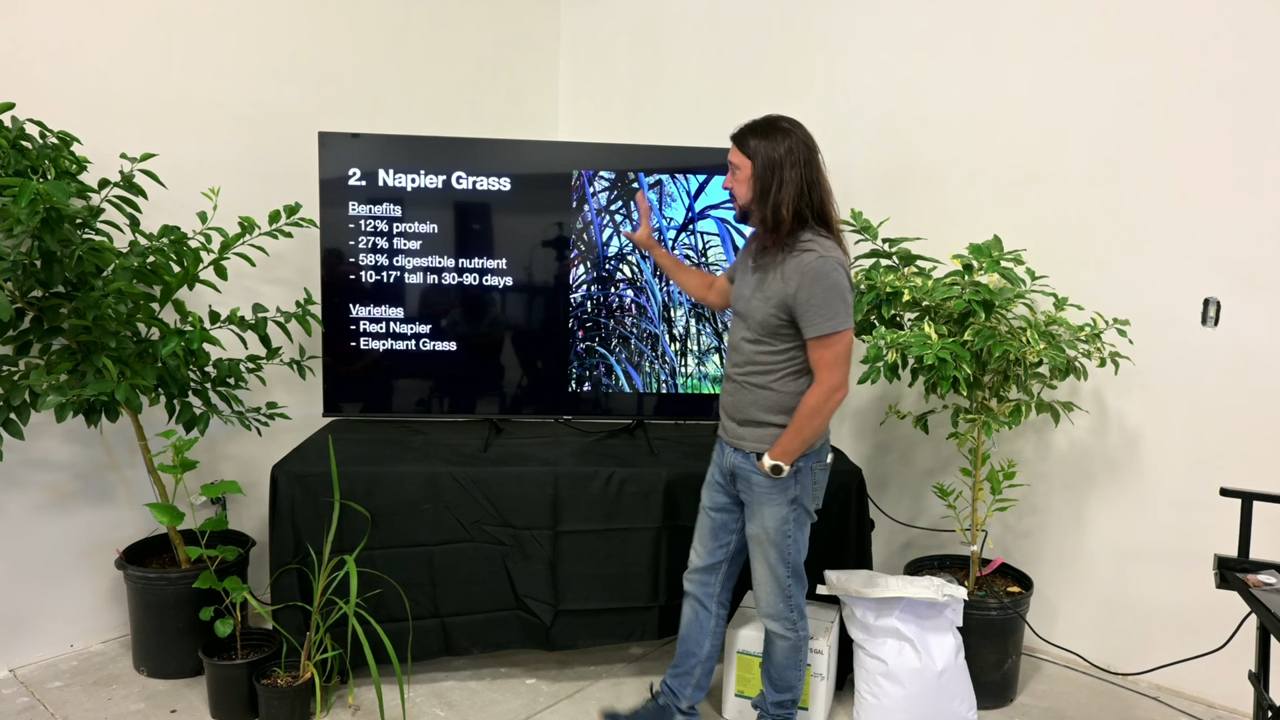 2. Napier Grass
Benefits
- 12% protein
- 27% fiber
- 58% digestible nutrient
- 10-17' tall in 30-90 days
Varieties
- Red Napier
- Elephant Grass